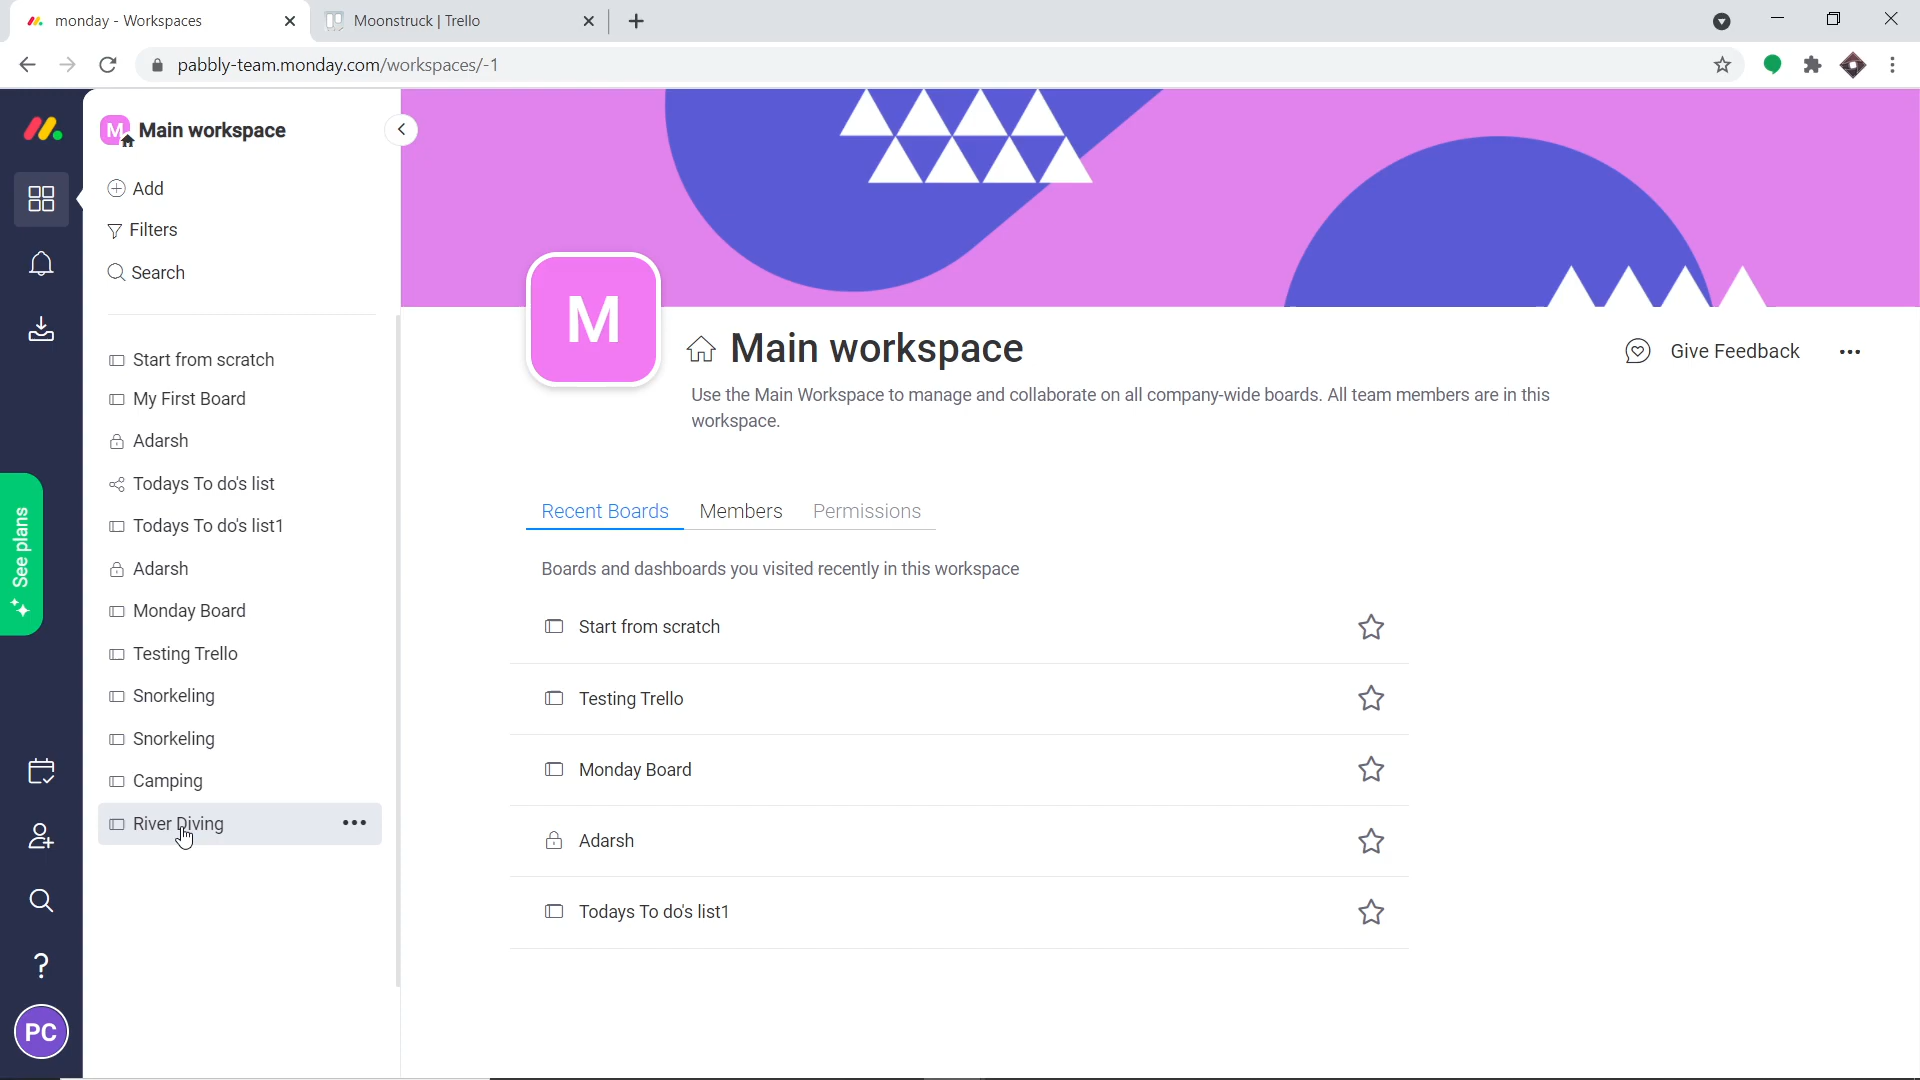 monday - Workspaces
Moonstruck | Trello
pabbly-team.monday.com/workspaces/-1
M Main workspace
Add
Filters
Search
Start from scratch
My First Board
Adarsh
Todays To do's list
Todays To do's list1
Adarsh
Monday Board
Testing Trello
Snorkeling
Snorkeling
Camping
River Diving
See plans
PC
M
Main workspace
Give Feedback
Use the Main Workspace to manage and collaborate on all company-wide boards. All team members are in this
workspace.
Recent Boards Members Permissions
Boards and dashboards you visited recently in this workspace
Start from scratch
Testing Trello
Monday Board
Adarsh
Todays To do's list1